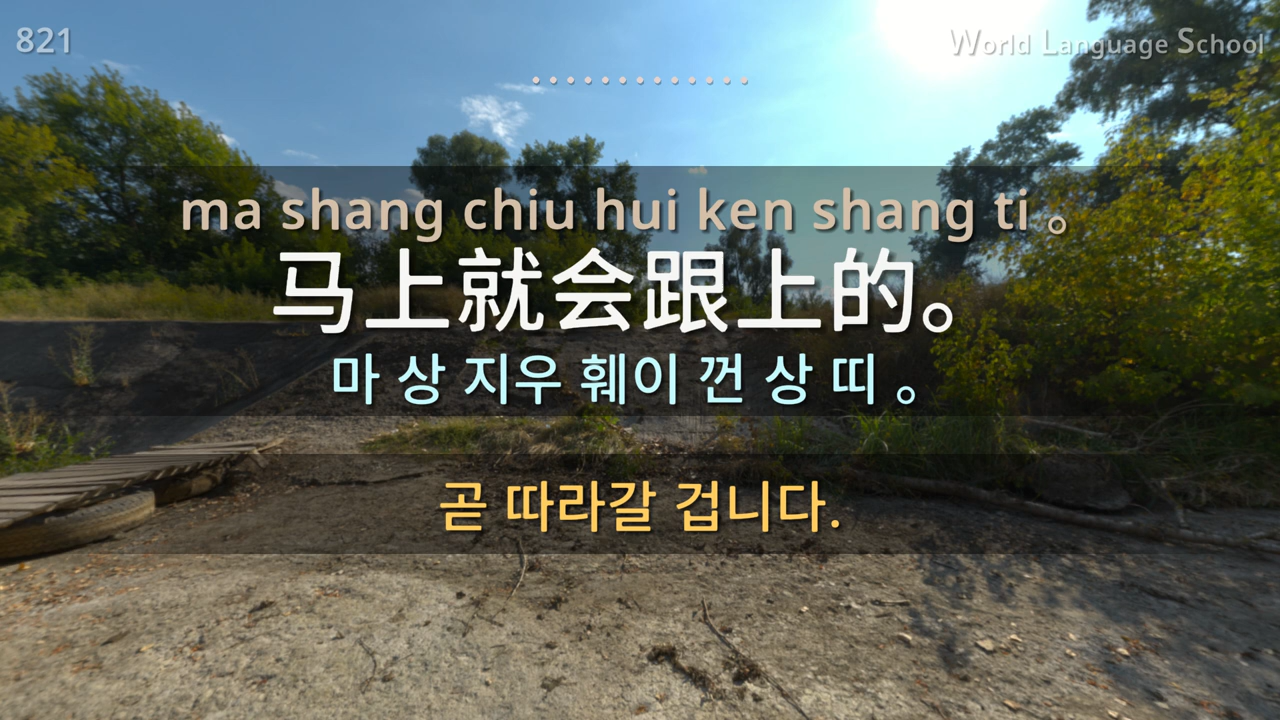 821
World Language School
ma shang chiu hui ken shang ti 。
马上就会跟上的。
마 상 지우 훼이 껀 상 띠 。
곧 따라갈 겁니다.